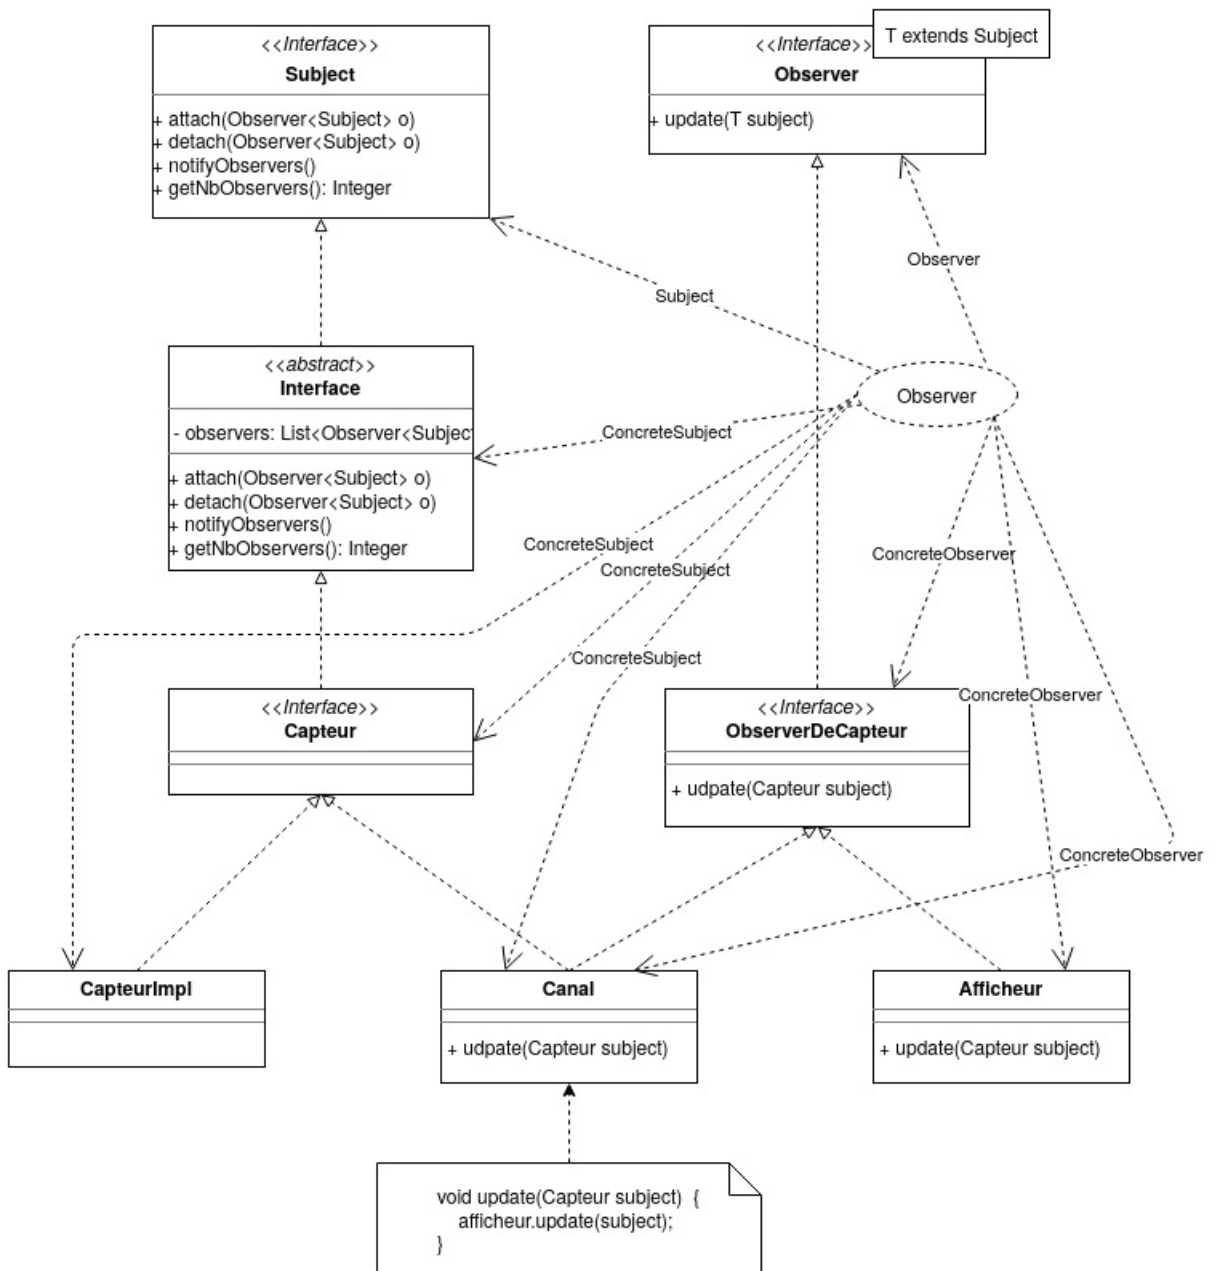 <<Interface>>
Subject
+ attach(Observer<Subject> o)
+ detach(Observer<Subject> o)
+ notifyObservers()
+ getNbObservers(): Integer
<<Interface>>
Observer
T extends Subject
+ update(T subject)
Observer
Subject
<<abstract>>
Interface
- observers: List<Observer<Subject
+ attach(Observer<Subject> o)
+ detach(Observer<Subject> o)
+ notifyObservers()
+ getNbObservers(): Integer
Observer
ConcreteSubject
ConcreteSubject
ConcreteSubject
ConcreteSubject
ConcreteObserver
ConcreteObserver
ConcreteObserver
<<Interface>>
Capteur
<<Interface>>
ObserverDeCapteur
+ udpate(Capteur subject)
CapteurImpl
Canal
+ udpate(Capteur subject)
Afficheur
+ update(Capteur subject)
void update(Capteur subject) {
afficheur.update(subject);
}